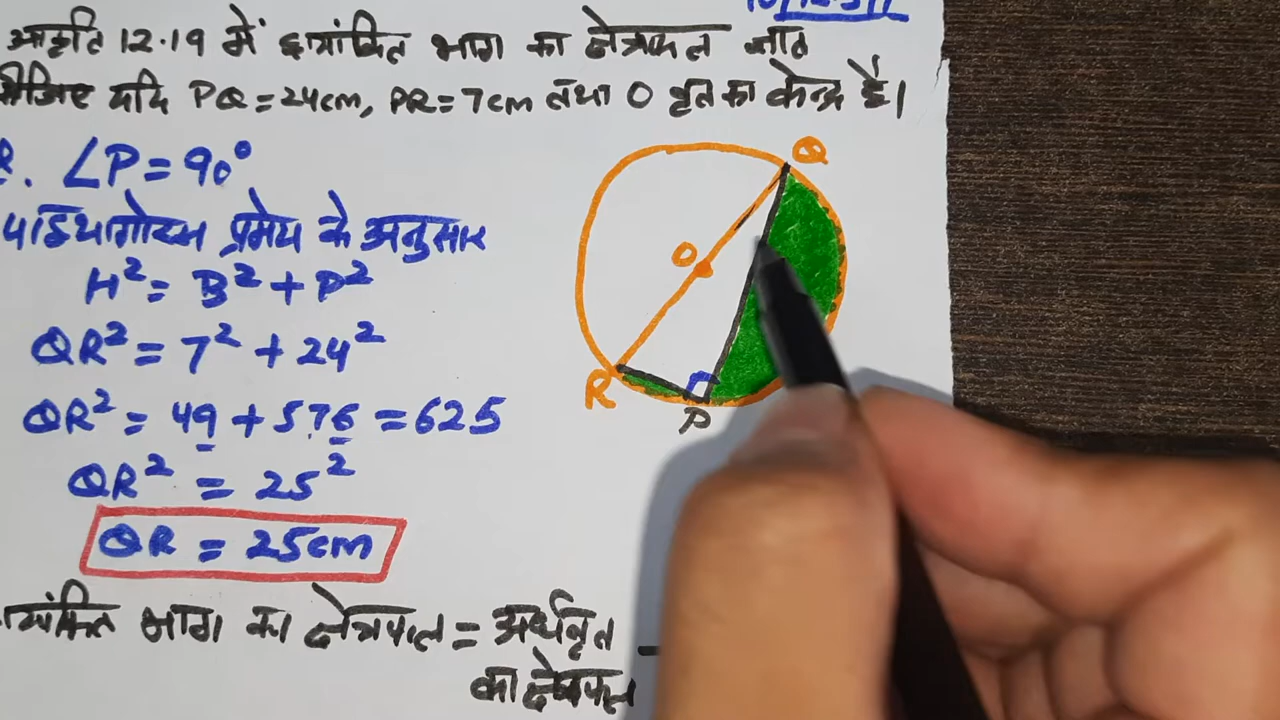 आकृति 12.19 में छायांकित भाग का क्षेत्रफल ज्ञात
कीजिए यदि PQ = 24cm, PR = 7cm तथा O वृत का केन्द्र है।
∠P = 90°
पाइथागोरस प्रमेय के अनुसार
H² = B² + P²
QR² = 7² + 24²
QR² = 49 + 576 = 625
QR² = 25²
QR = 25cm
भाग का क्षेत्रफल = अर्धवृत –
का क्षेत्रफल
Q
O
R
P